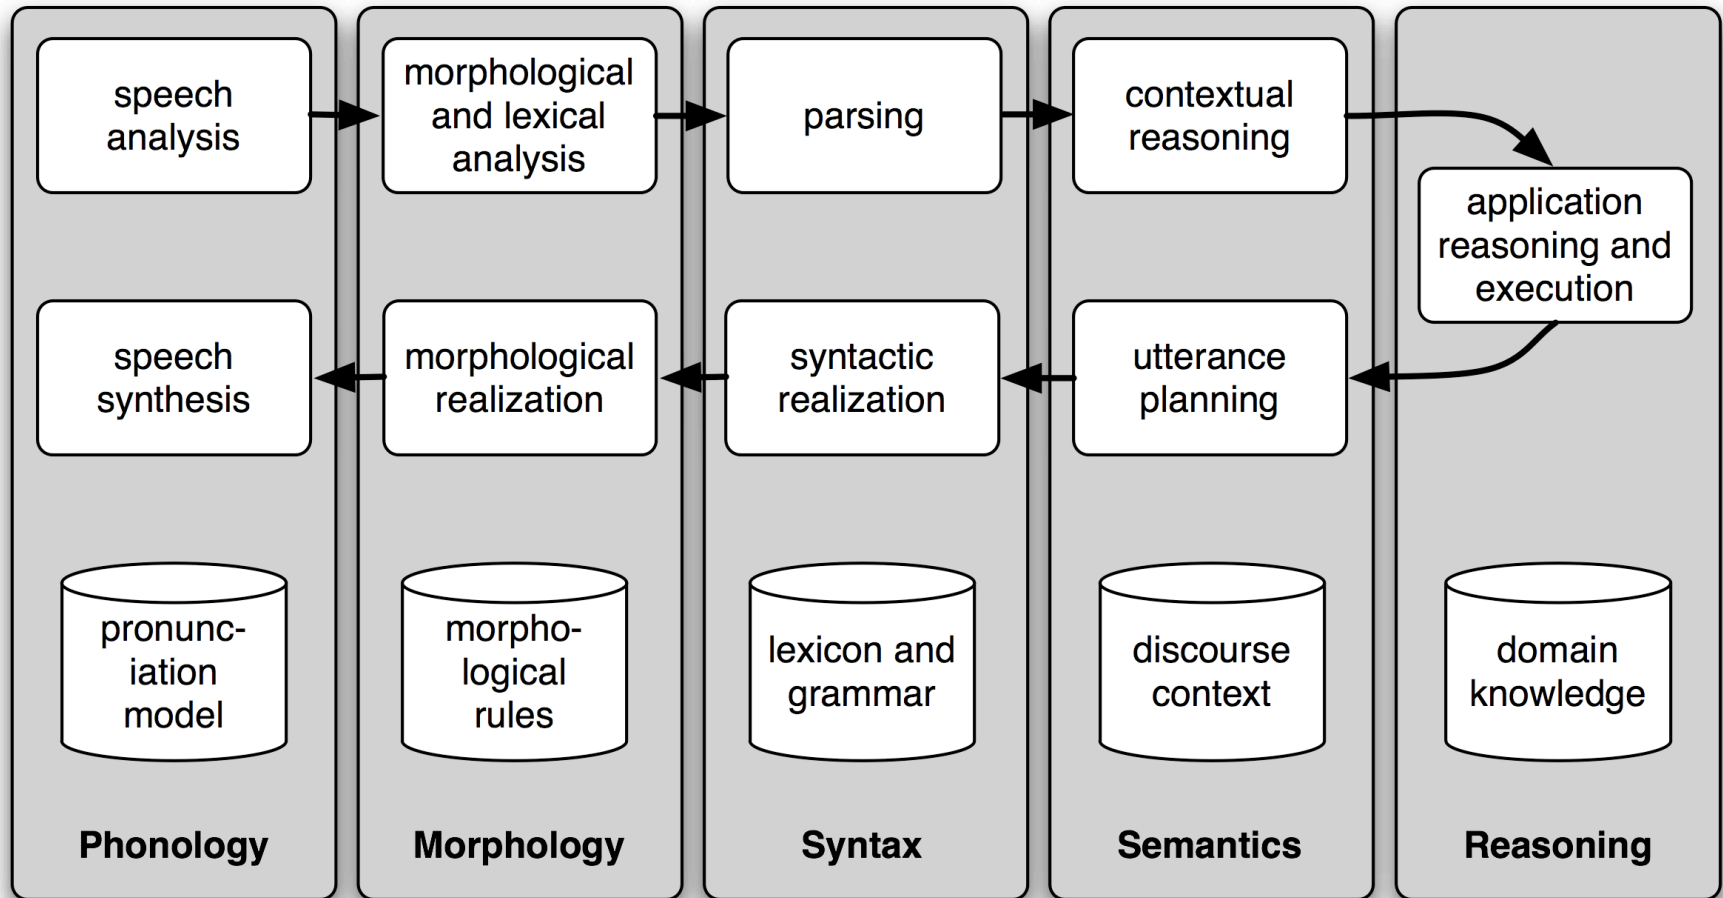 speech
analysis
morphological
and lexical
analysis
parsing
contextual
reasoning
application
reasoning and
execution
speech
synthesis
morphological
realization
syntactic
realization
utterance
planning
pronunc-
iation
model
morpho-
logical
rules
lexicon and
grammar
discourse
context
domain
knowledge
Phonology
Morphology
Syntax
Semantics
Reasoning